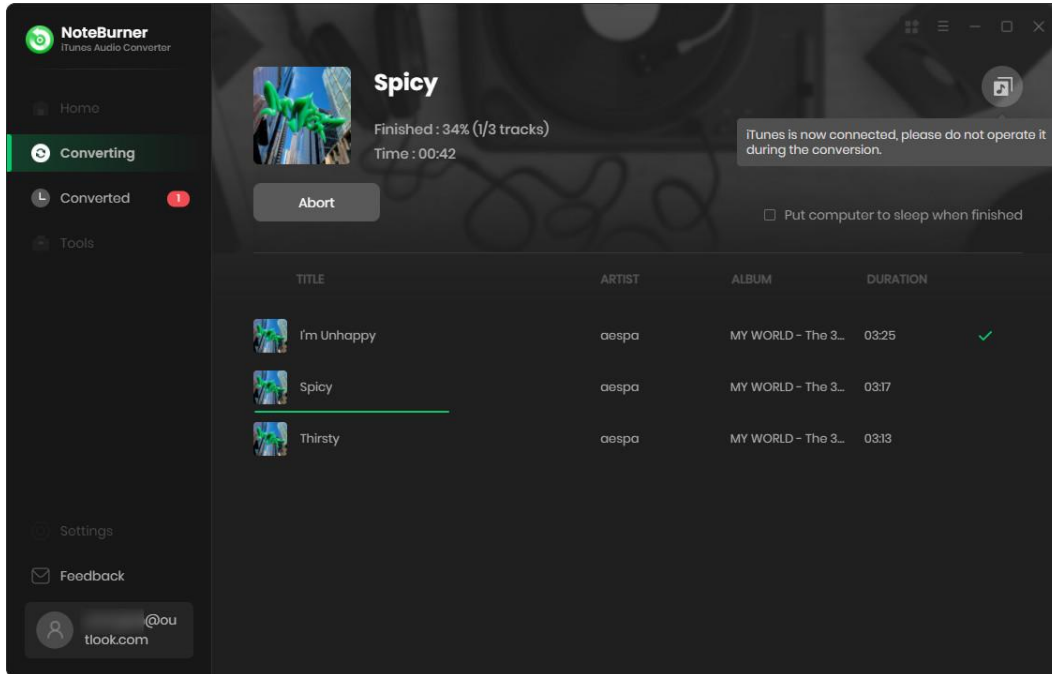 NoteBurner
iTunes Audio Converter
Home
Converting
Converted 1
Tools
Settings
Feedback
@ou
tlook.com
Spicy
Finished : 34% (1/3 tracks)
Time : 00:42
Abort
iTunes is now connected, please do not operate it
during the conversion.
Put computer to sleep when finished
TITLE ARTIST ALBUM DURATION
I'm Unhappy aespa MY WORLD - The 3... 03:25
Spicy aespa MY WORLD - The 3... 03:17
Thirsty aespa MY WORLD - The 3... 03:13